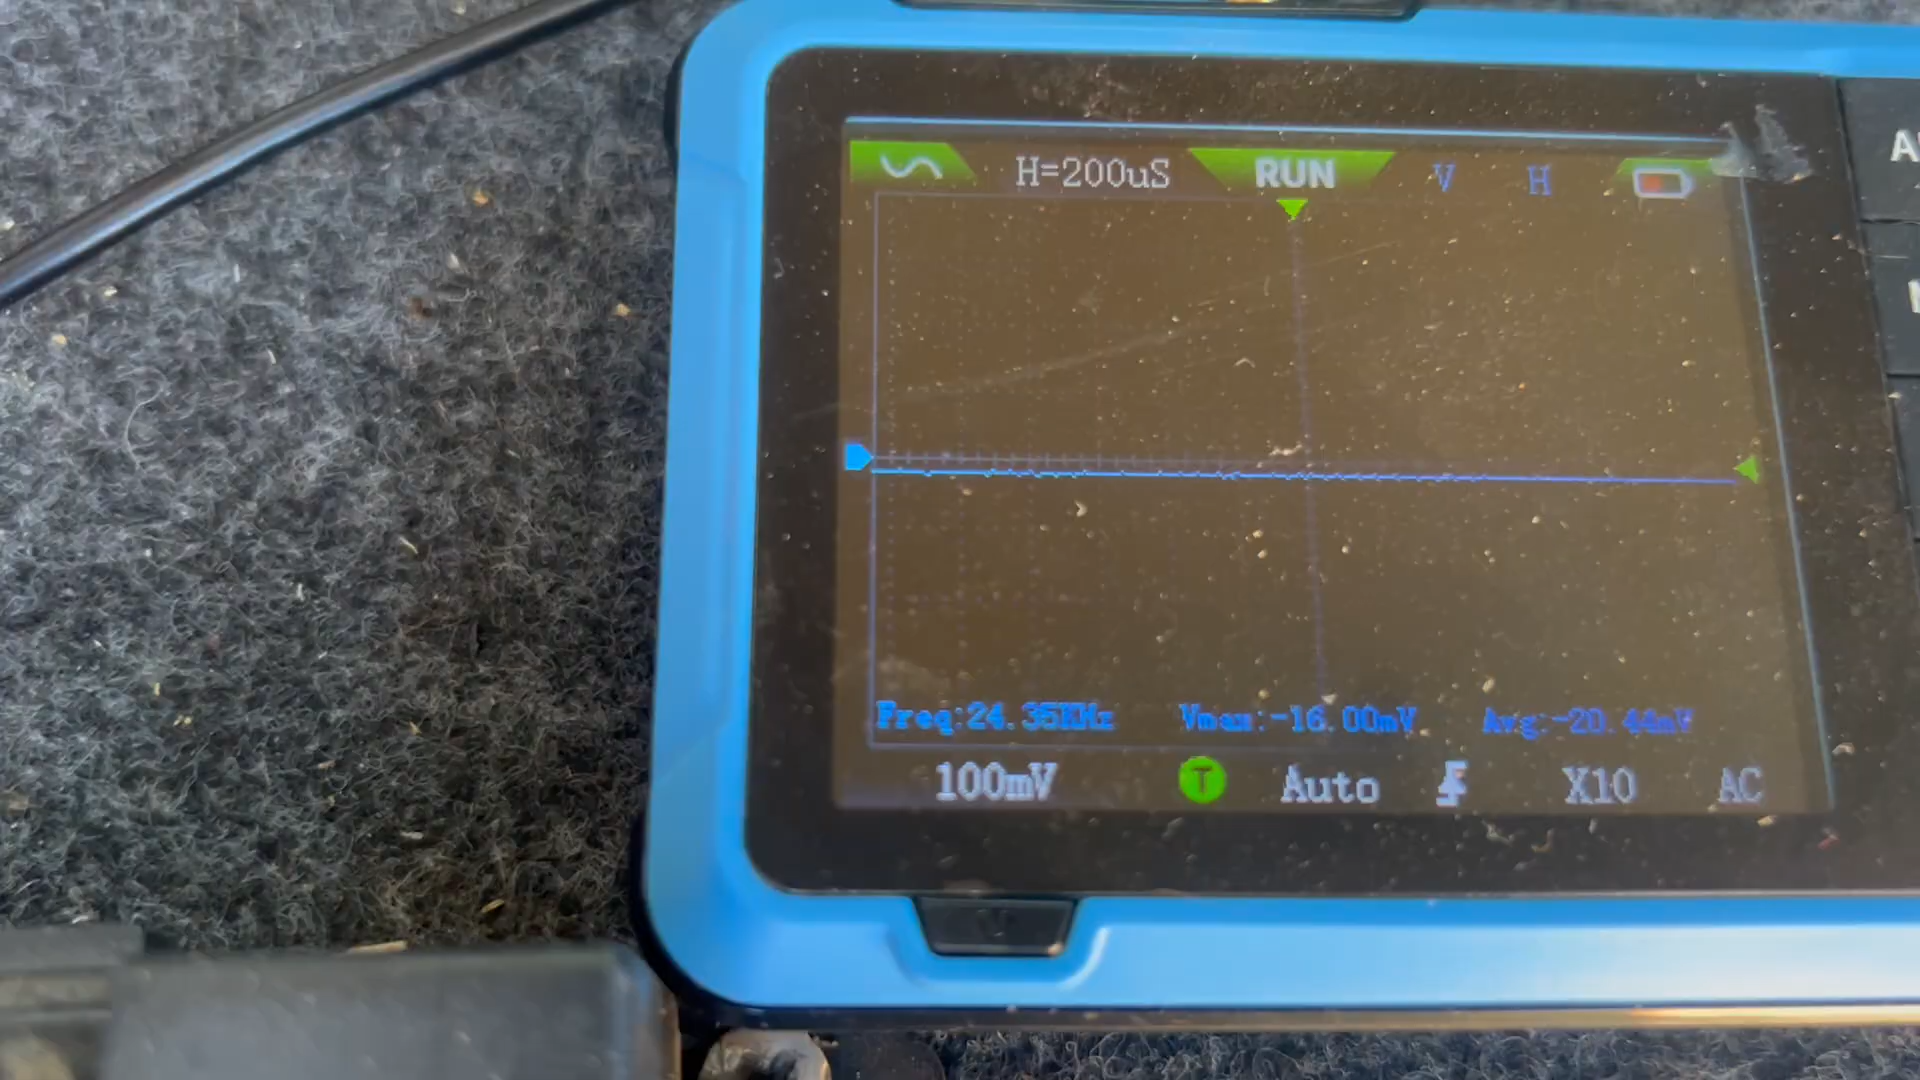 H=200uS RUN V H
Freq:24.35KHz Vmax:-16.00mV Avg:-20.44mV
100mV T Auto X10 AC